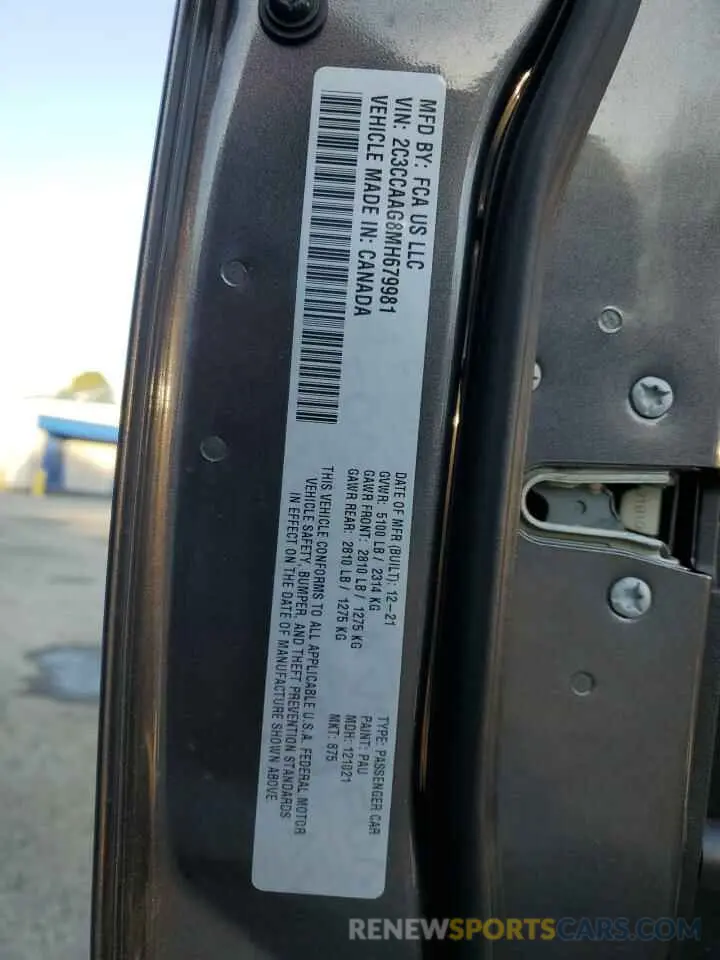 MFD BY: FCA US LLC
VIN: 2C3CCAAG8MH679981
VEHICLE MADE IN: CANADA
DATE OF MFR (BUILT): 12-21
GVWR: 5100 LB / 2314 KG
GAWR FRONT: 2810 LB / 1275 KG
GAWR REAR: 2810 LB / 1275 KG
THIS VEHICLE CONFORMS TO ALL APPLICABLE U.S.A. FEDERAL MOTOR
VEHICLE SAFETY, BUMPER, AND THEFT PREVENTION STANDARDS
IN EFFECT ON THE DATE OF MANUFACTURE SHOWN ABOVE
TYPE: PASSENGER CAR
PAINT: PAU
MDH: 121021
MKT: 875
RENEWSPORTSCARS.COM